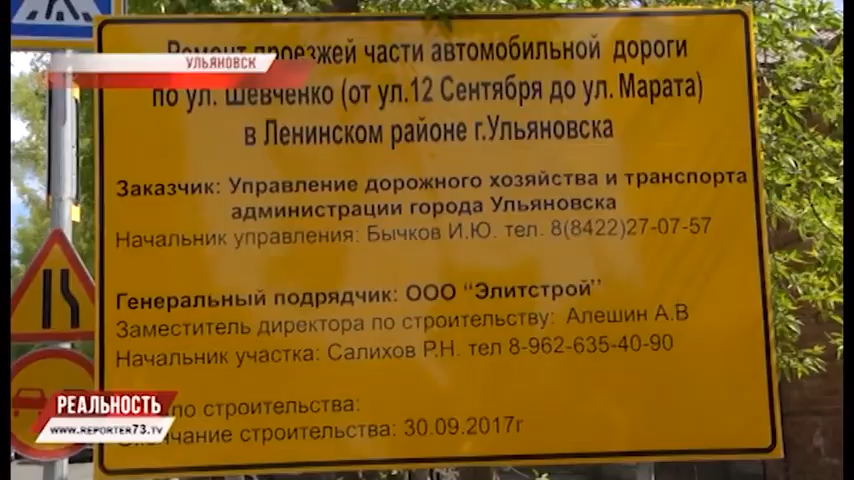 УЛЬЯНОВСК
Ремонт проезжей части автомобильной дороги
по ул. Шевченко (от ул.12 Сентября до ул. Марата)
в Ленинском районе г.Ульяновска
Заказчик: Управление дорожного хозяйства и транспорта
администрации города Ульяновска
Начальник управления: Бычков И.Ю. тел. 8(8422)27-07-57
Генеральный подрядчик: ООО "Элитстрой"
Заместитель директора по строительству: Алешин А.В
Начальник участка: Салихов Р.Н. тел 8-962-635-40-90
по строительства:
Окончание строительства: 30.09.2017г
РЕАЛЬНОСТЬ
WWW.REPORTER73.TV